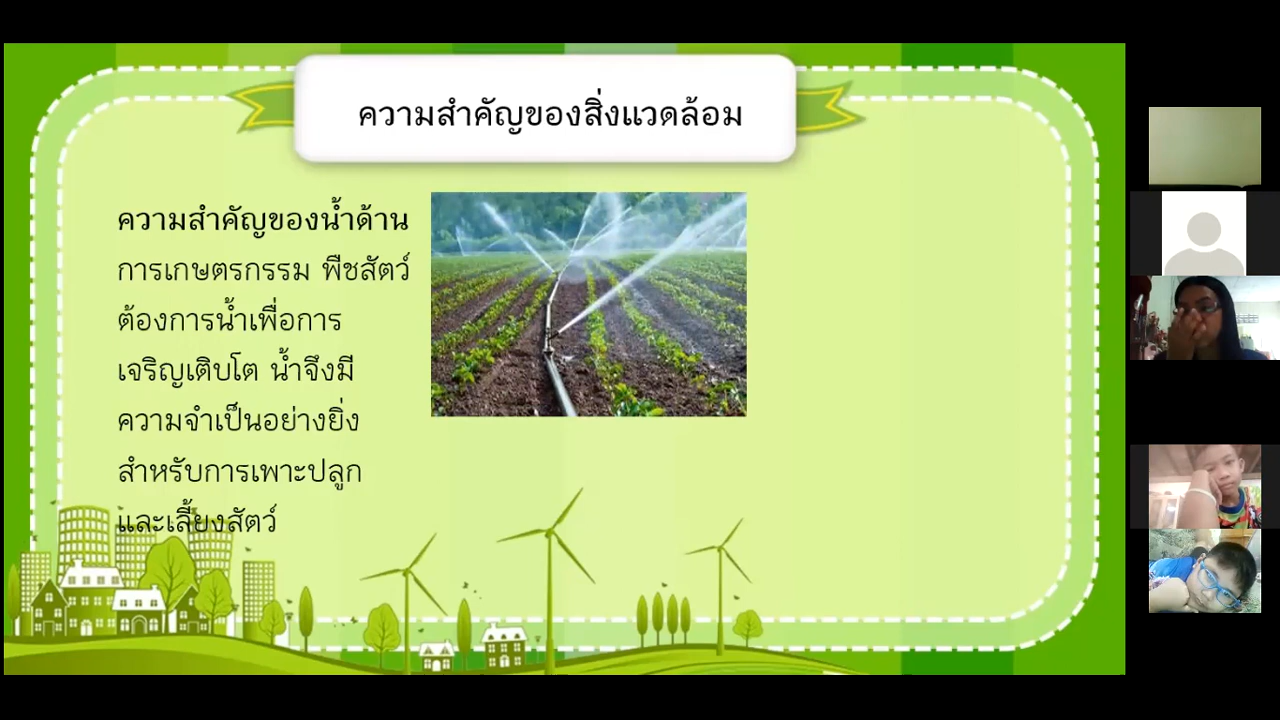 ความสำคัญของสิ่งแวดล้อม
ความสำคัญของน้ำด้าน
การเกษตรกรรม พืชสัตว์
ต้องการน้ำเพื่อการ
เจริญเติบโต น้ำจึงมี
ความจำเป็นอย่างยิ่ง
สำหรับการเพาะปลูก
และเลี้ยงสัตว์